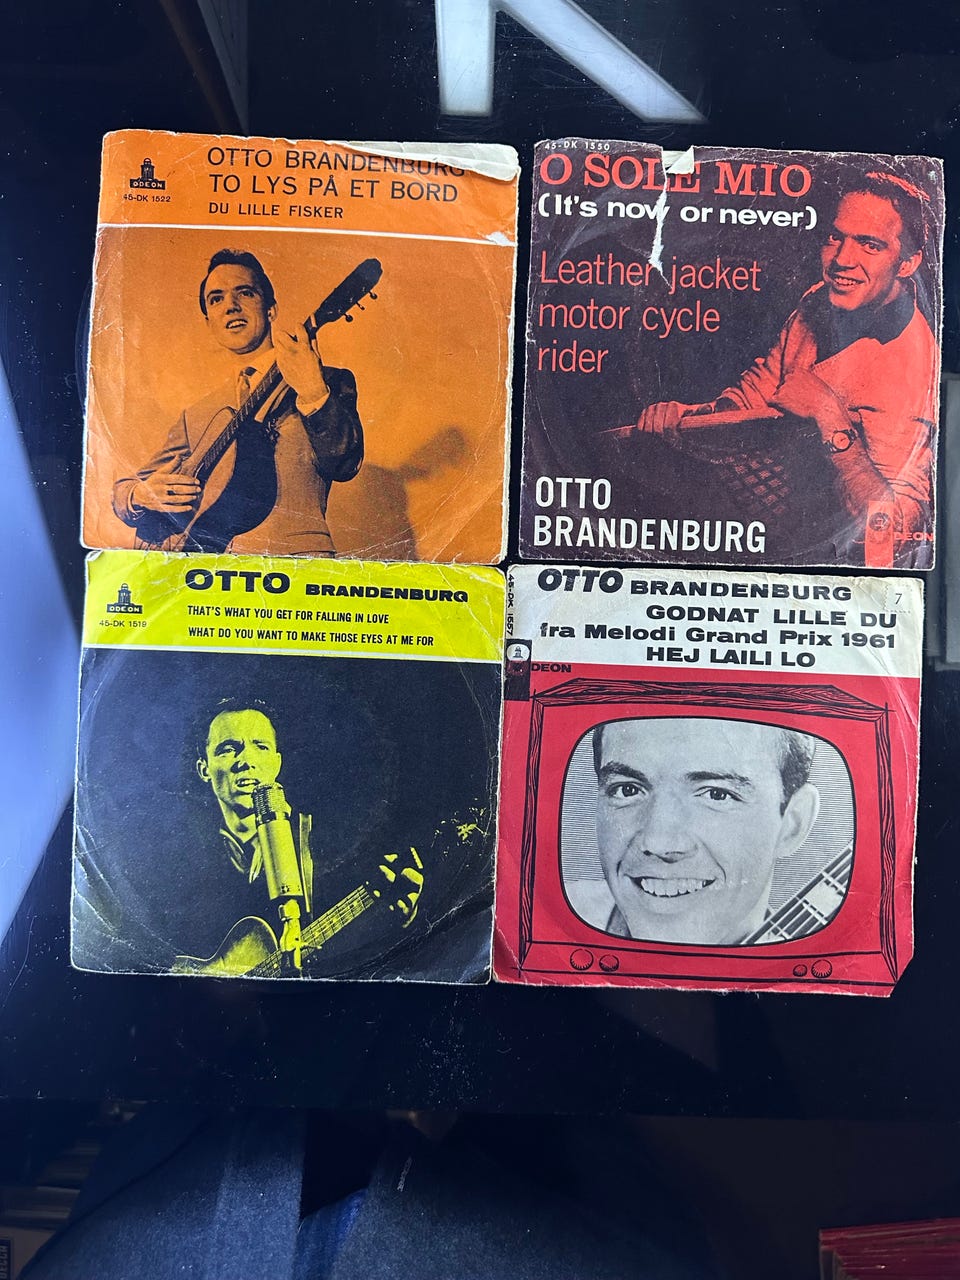 K
OTTO BRANDENBURG
TO LYS PÅ ET BORD
DU LILLE FISKER
ODEON
45-DK 1522
45-DK 1550
O SOLE MIO
(It's now or never)
Leather jacket
motor cycle
rider
OTTO
BRANDENBURG
ODEON
OTTO BRANDENBURG
THAT'S WHAT YOU GET FOR FALLING IN LOVE
WHAT DO YOU WANT TO MAKE THOSE EYES AT ME FOR
ODEON
45-DK 1519
45-DK 1557
OTTO BRANDENBURG
7
GODNAT LILLE DU
fra Melodi Grand Prix 1961
HEJ LAILI LO
ODEON